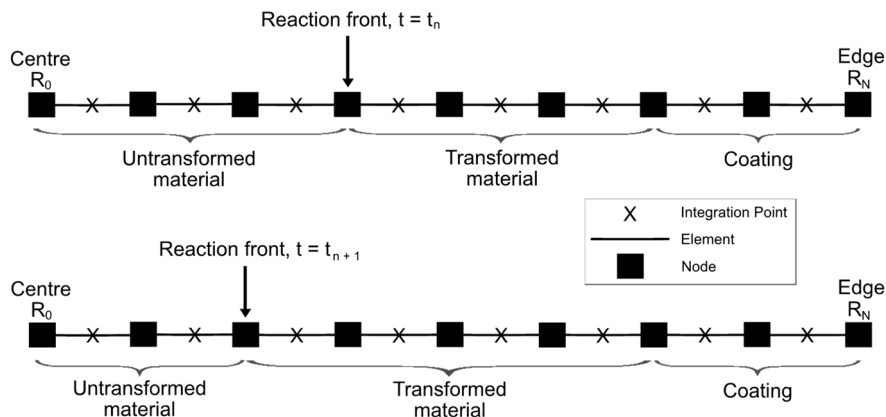 Reaction front, t = tn
Centre
R0
Edge
RN
Untransformed
material
Transformed
material
Coating
X Integration Point
Element
Node
Reaction front, t = tn + 1
Centre
R0
Edge
RN
Untransformed
material
Transformed
material
Coating